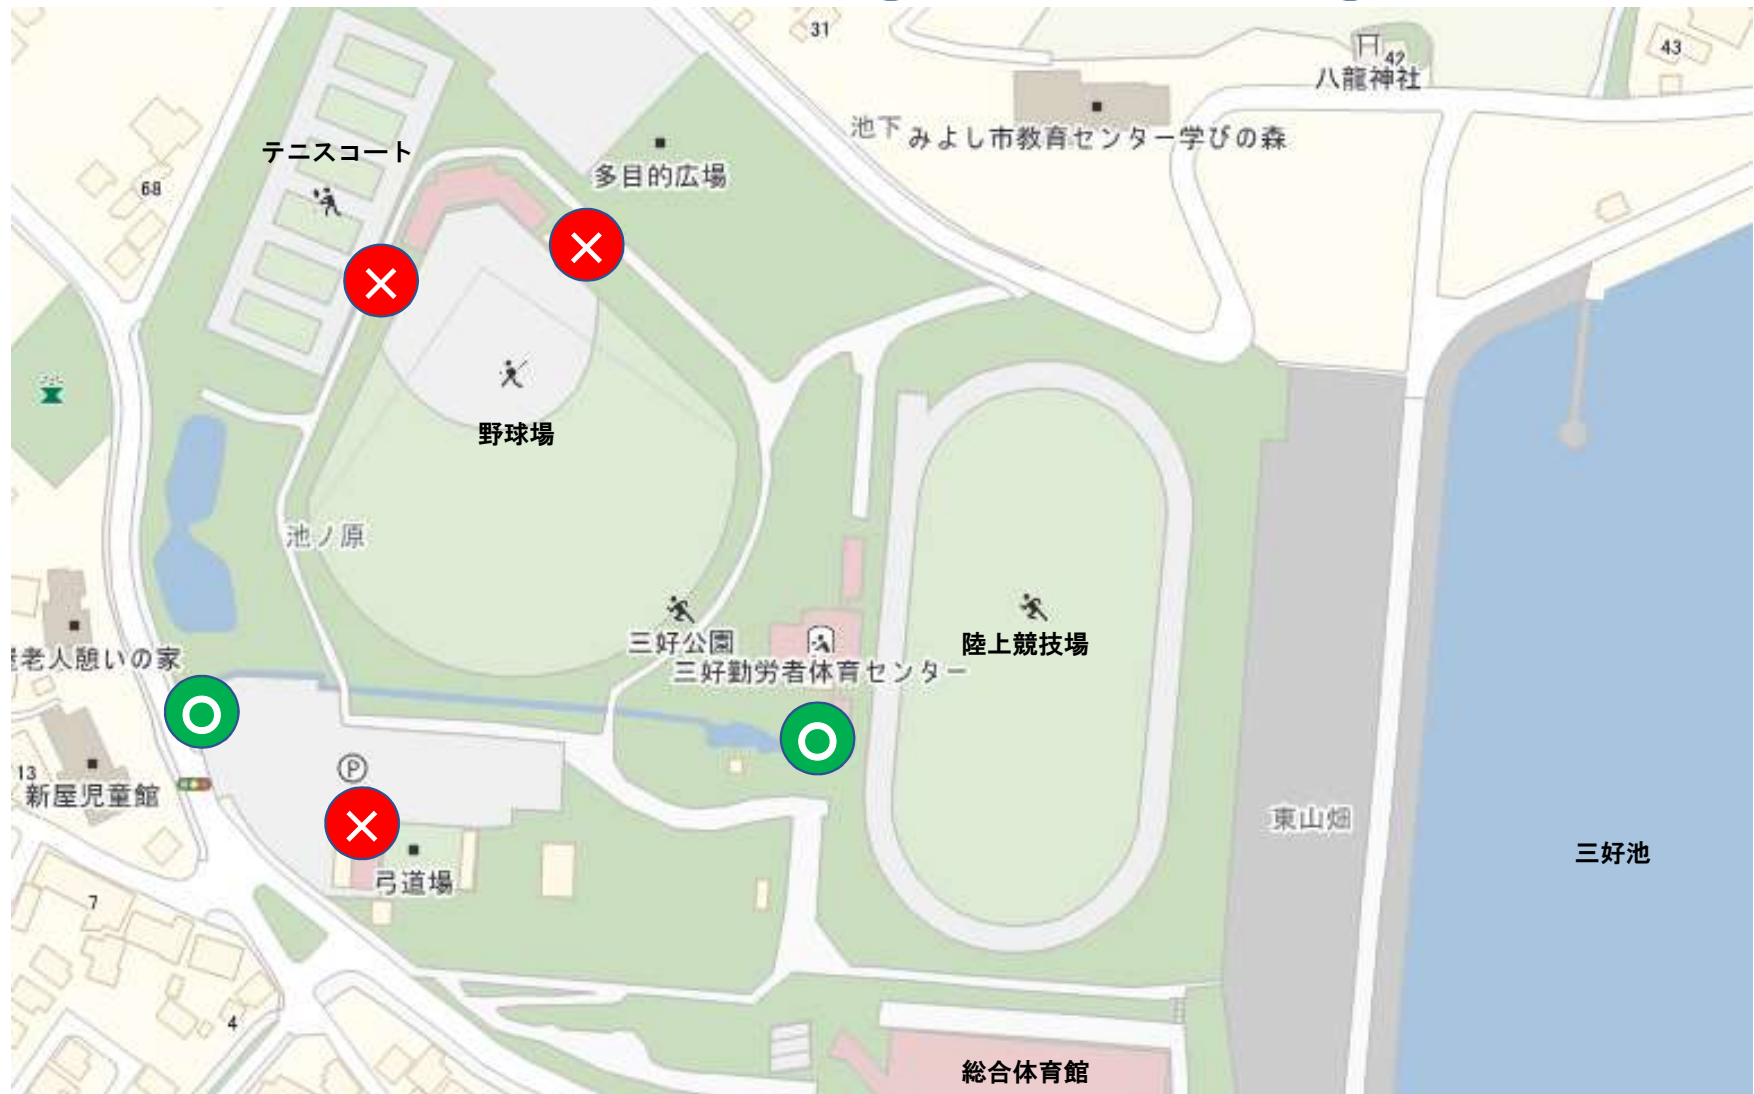 31
43
42
八龍神社
池下
みよし市教育センター学びの森
テニスコート
多目的広場
68
野球場
池ノ原
三好公園
三好勤労者体育センター
陸上競技場
老人憩いの家
P
13
新屋児童館
弓道場
東山畑
三好池
7
4
総合体育館